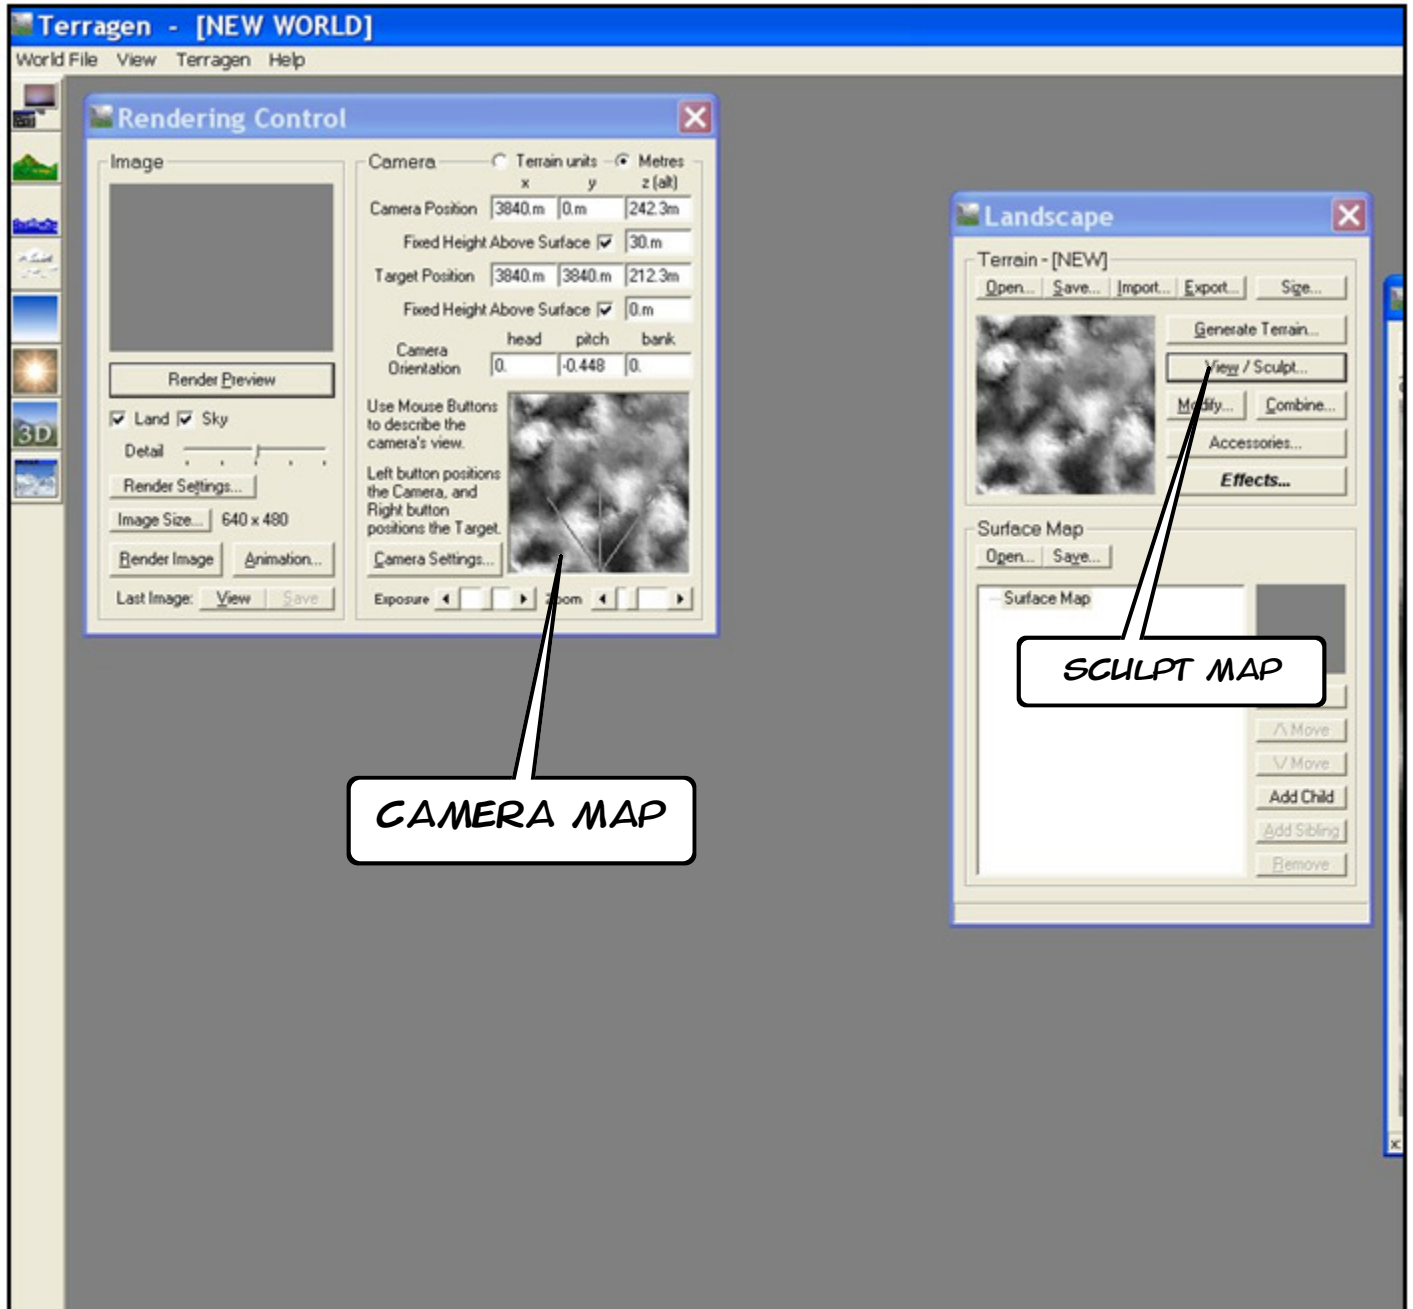 Terragen - [NEW WORLD]
World File View Terragen Help
Rendering Control
Image
Render Preview
Land Sky
Detail
Render Settings...
Image Size... 640 x 480
Render Image Animation...
Last Image: View Save
Camera Terrain units Metres
x y z (alt)
Camera Position 3840.m 0.m 242.3m
Fixed Height Above Surface 30.m
Target Position 3840.m 3840.m 212.3m
Fixed Height Above Surface 0.m
head pitch bank
Camera
Orientation 0. -0.448 0.
Use Mouse Buttons
to describe the
camera's view.
Left button positions
the Camera, and
Right button
positions the Target.
Camera Settings...
Exposure
CAMERA MAP
Landscape
Terrain - [NEW]
Open... Save... Import... Export... Size...
Generate Terrain...
View / Sculpt...
Modify... Combine...
Accessories...
Effects...
Surface Map
Open... Save...
Surface Map
SCULPT MAP
/\ Move
\/ Move
Add Child
Add Sibling
Remove
3D
x: